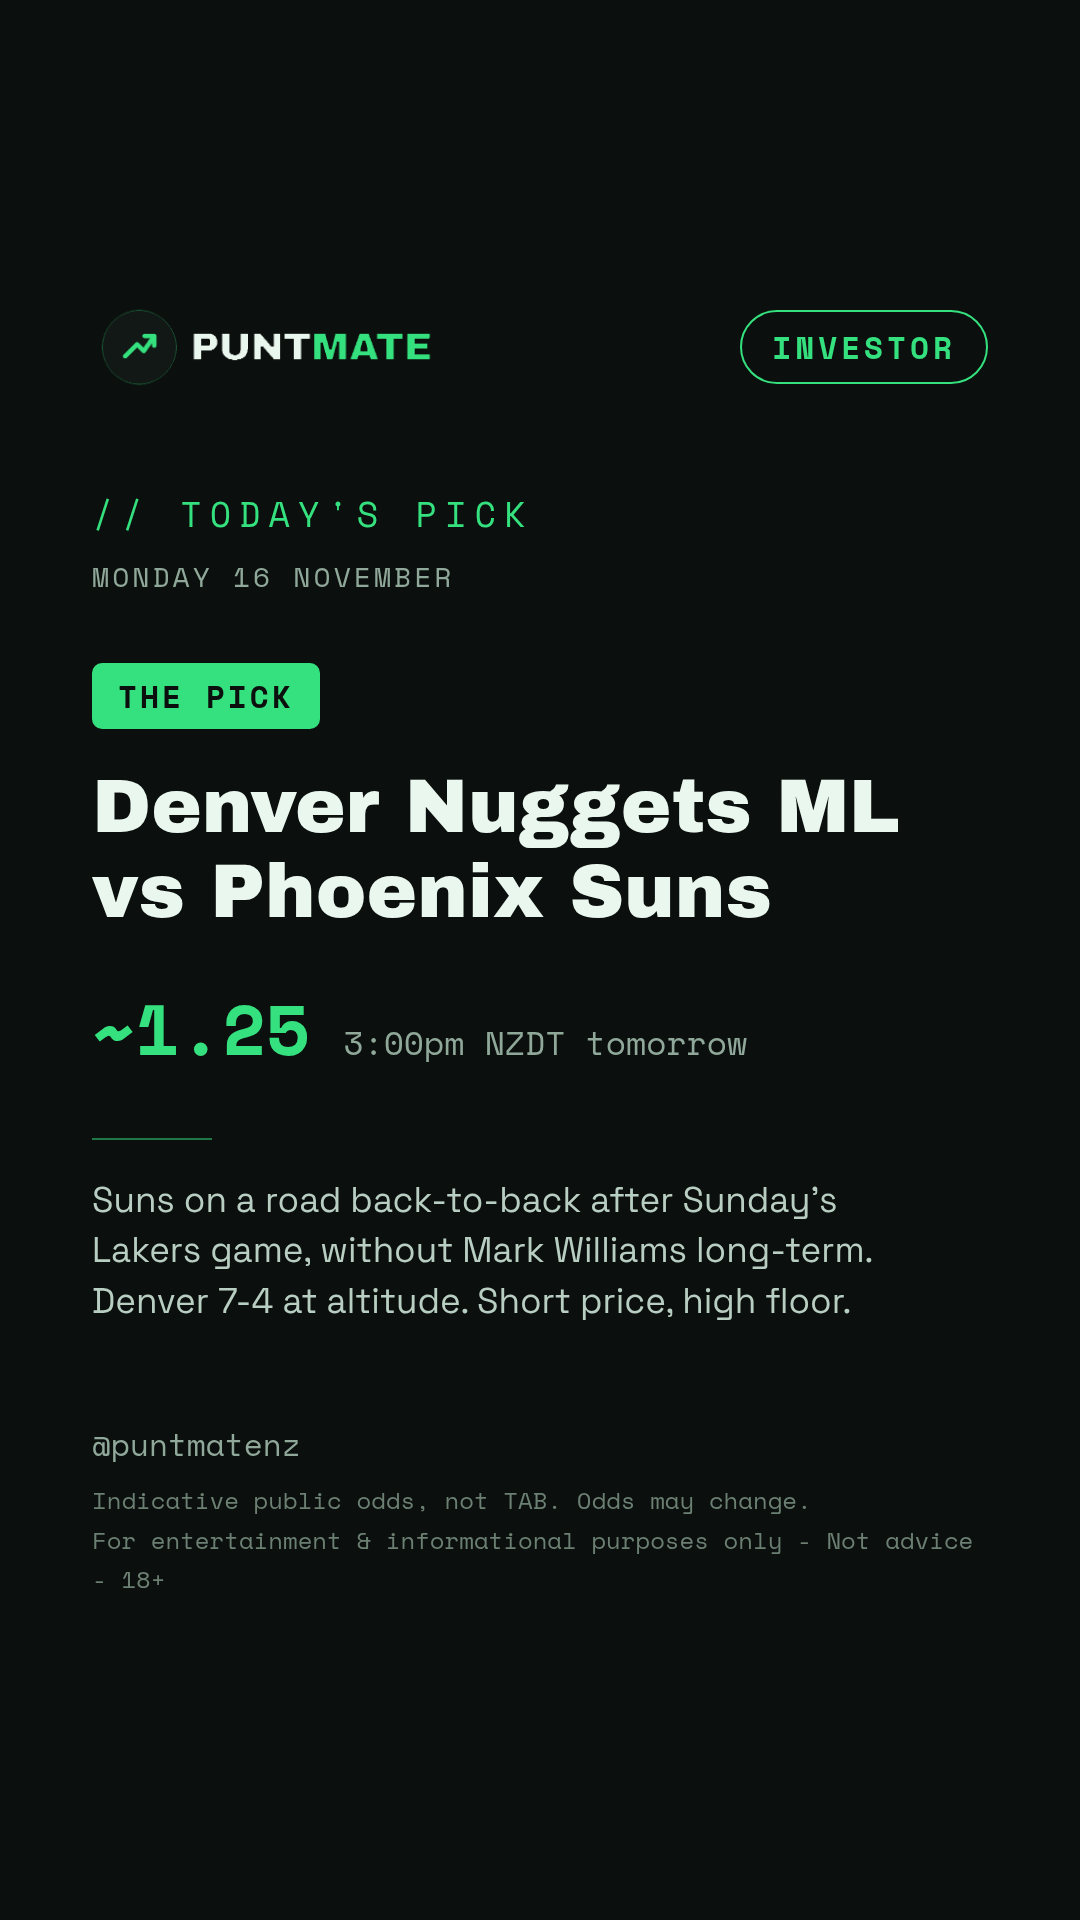 PUNTMATE
INVESTOR
// TODAY'S PICK
MONDAY 16 NOVEMBER
THE PICK
Denver Nuggets ML
vs Phoenix Suns
~1.25 3:00pm NZDT tomorrow
Suns on a road back-to-back after Sunday’s
Lakers game, without Mark Williams long-term.
Denver 7-4 at altitude. Short price, high floor.
@puntmatenz
Indicative public odds, not TAB. Odds may change.
For entertainment & informational purposes only - Not advice
- 18+